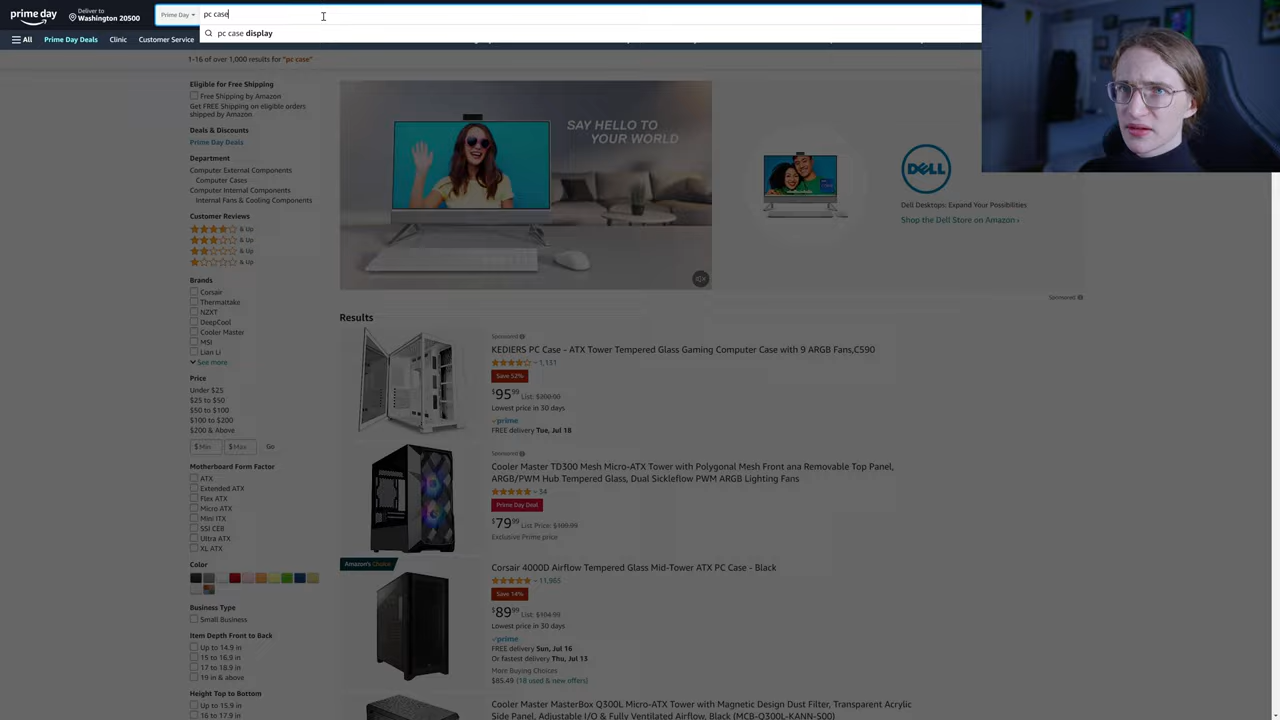 prime day
Deliver to
Washington 20500
Prime Day
pc case
pc case display
All
Prime Day Deals
Clinic
Customer Service
1-16 of over 1,000 results for "pc case"
Eligible for Free Shipping
Free Shipping by Amazon
Get FREE Shipping on eligible orders
shipped by Amazon
Deals & Discounts
Prime Day Deals
Department
Computer External Components
Computer Cases
Computer Internal Components
Internal Fans & Cooling Components
Customer Reviews
& Up
& Up
& Up
& Up
Brands
Corsair
Thermaltake
NZXT
DeepCool
Cooler Master
MSI
Lian Li
See more
Price
Under $25
$25 to $50
$50 to $100
$100 to $200
$200 & Above
$ Min
$ Max
Go
Motherboard Form Factor
ATX
Extended ATX
Flex ATX
Micro ATX
Mini ITX
SSI CEB
Ultra ATX
XL ATX
Color
Business Type
Small Business
Item Depth Front to Back
Up to 14.9 in
15 to 16.9 in
17 to 18.9 in
19 in & above
Height Top to Bottom
Up to 15.9 in
16 to 17.9 in
SAY HELLO TO
YOUR WORLD
DELL
Dell Desktops: Expand Your Possibilities
Shop the Dell Store on Amazon ›
Sponsored
Results
Sponsored
KEDIERS PC Case - ATX Tower Tempered Glass Gaming Computer Case with 9 ARGB Fans,C590
1,131
Save 52%
$9599 List: $200.00
Lowest price in 30 days
prime
FREE delivery Tue, Jul 18
Sponsored
Cooler Master TD300 Mesh Micro-ATX Tower with Polygonal Mesh Front ana Removable Top Panel,
ARGB/PWM Hub Tempered Glass, Dual Sickleflow PWM ARGB Lighting Fans
54
Prime Day Deal
$7999 List Price: $100.99
Exclusive Prime price
Amazon's Choice
Corsair 4000D Airflow Tempered Glass Mid-Tower ATX PC Case - Black
11,965
Save 14%
$8999 List: $104.99
Lowest price in 30 days
prime
FREE delivery Sun, Jul 16
Or fastest delivery Thu, Jul 13
More Buying Choices
$85.49 (18 used & new offers)
Cooler Master MasterBox Q300L Micro-ATX Tower with Magnetic Design Dust Filter, Transparent Acrylic
Side Panel, Adjustable I/O & Fully Ventilated Airflow, Black (MCB-Q300L-KANN-S00)